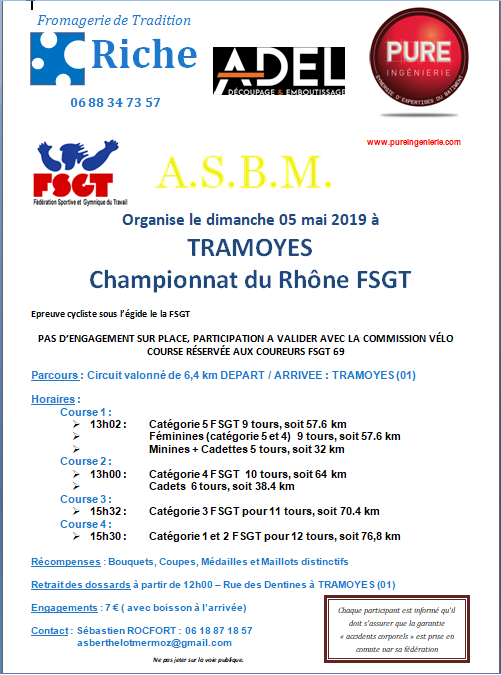 Fromagerie de Tradition
Riche
06 88 34 73 57
ADEL
DÉCOUPAGE & EMBOUTISSAGE
PURE
INGÉNIERIE
SYNERGIE D'EXPERTISES DU BATIMENT
www.pureingenierie.com
FSGT
Fédération Sportive et Gymnique du Travail
A.S.B.M.
Organise le dimanche 05 mai 2019 à
TRAMOYES
Championnat du Rhône FSGT
Epreuve cycliste sous l'égide le la FSGT
PAS D'ENGAGEMENT SUR PLACE, PARTICIPATION A VALIDER AVEC LA COMMISSION VÉLO
COURSE RÉSERVÉE AUX COUREURS FSGT 69
Parcours : Circuit valonné de 6,4 km DEPART / ARRIVEE : TRAMOYES (01)
Horaires :
Course 1 :
➢ 13h02 : Catégorie 5 FSGT 9 tours, soit 57.6 km
➢ Féminines (catégorie 5 et 4) 9 tours, soit 57.6 km
➢ Minines + Cadettes 5 tours, soit 32 km
Course 2 :
➢ 13h00 : Catégorie 4 FSGT 10 tours, soit 64 km
➢ Cadets 6 tours, soit 38.4 km
Course 3 :
➢ 15h32 : Catégorie 3 FSGT pour 11 tours, soit 70.4 km
Course 4 :
➢ 15h30 : Catégorie 1 et 2 FSGT pour 12 tours, soit 76,8 km
Récompenses : Bouquets, Coupes, Médailles et Maillots distinctifs
Retrait des dossards à partir de 12h00 – Rue des Dentines à TRAMOYES (01)
Engagements : 7 € ( avec boisson à l'arrivée)
Contact : Sébastien ROCFORT : 06 18 87 18 57
asberthelotmermoz@gmail.com
Chaque participant est informé qu'il
doit s'assurer que la garantie
« accidents corporels » est prise en
compte par sa fédération
Ne pas jeter sur la voie publique.